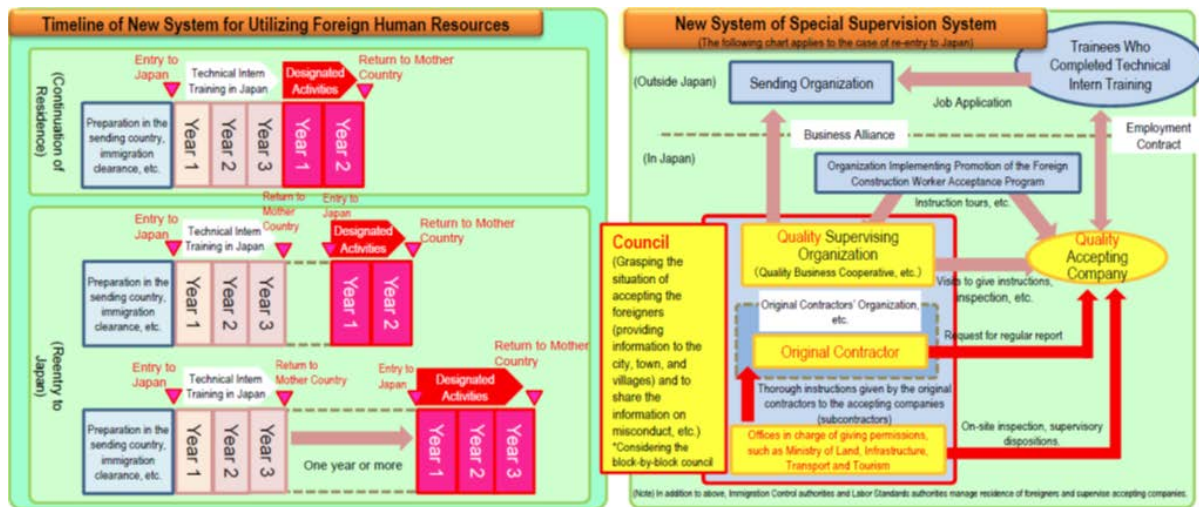 Timeline of New System for Utilizing Foreign Human Resources
(Continuation of
Residence)
Entry to
Japan
Technical Intern
Training in Japan
Designated
Activities
Return to Mother
Country
Preparation in the
sending country,
immigration
clearance, etc.
Year 1
Year 2
Year 3
Year 1
Year 2
(Reentry to
Japan)
Entry to
Japan
Technical Intern
Training in Japan
Return to
Mother
Country
Entry to
Japan
Designated
Activities
Return to Mother
Country
Preparation in the
sending country,
immigration
clearance, etc.
Year 1
Year 2
Year 3
Year 1
Year 2
Entry to
Japan
Technical Intern
Training in Japan
Return to
Mother Country
Entry to
Japan
Designated
Activities
Return to Mother
Country
Preparation in the
sending country,
immigration
clearance, etc.
Year 1
Year 2
Year 3
One year or more
Year 1
Year 2
Year 3
New System of Special Supervision System
(The following chart applies to the case of re-entry to Japan)
Trainees Who
Completed Technical
Intern Training
(Outside Japan)
Sending Organization
Job Application
Business Alliance
Employment
Contract
(In Japan)
Organization Implementing Promotion of the Foreign
Construction Worker Acceptance Program
Instruction tours, etc.
Council
(Grasping the
situation of
accepting the
foreigners
(providing
information to the
city, town, and
villages) and to
share the
information on
misconduct, etc.)
*Considering the
block-by-block council
Quality Supervising
Organization
(Quality Business Cooperative, etc.)
Quality
Accepting
Company
Visits to give instructions,
inspection, etc.
Original Contractors' Organization,
etc.
Original Contractor
Request for regular report
Thorough instructions given by the original
contractors to the accepting companies
(subcontractors)
Offices in charge of giving permissions,
such as Ministry of Land, Infrastructure,
Transport and Tourism
On-site inspection, supervisory
dispositions.
(Note) In addition to above, Immigration Control authorities and Labor Standards authorities manage residence of foreigners and supervise accepting companies.